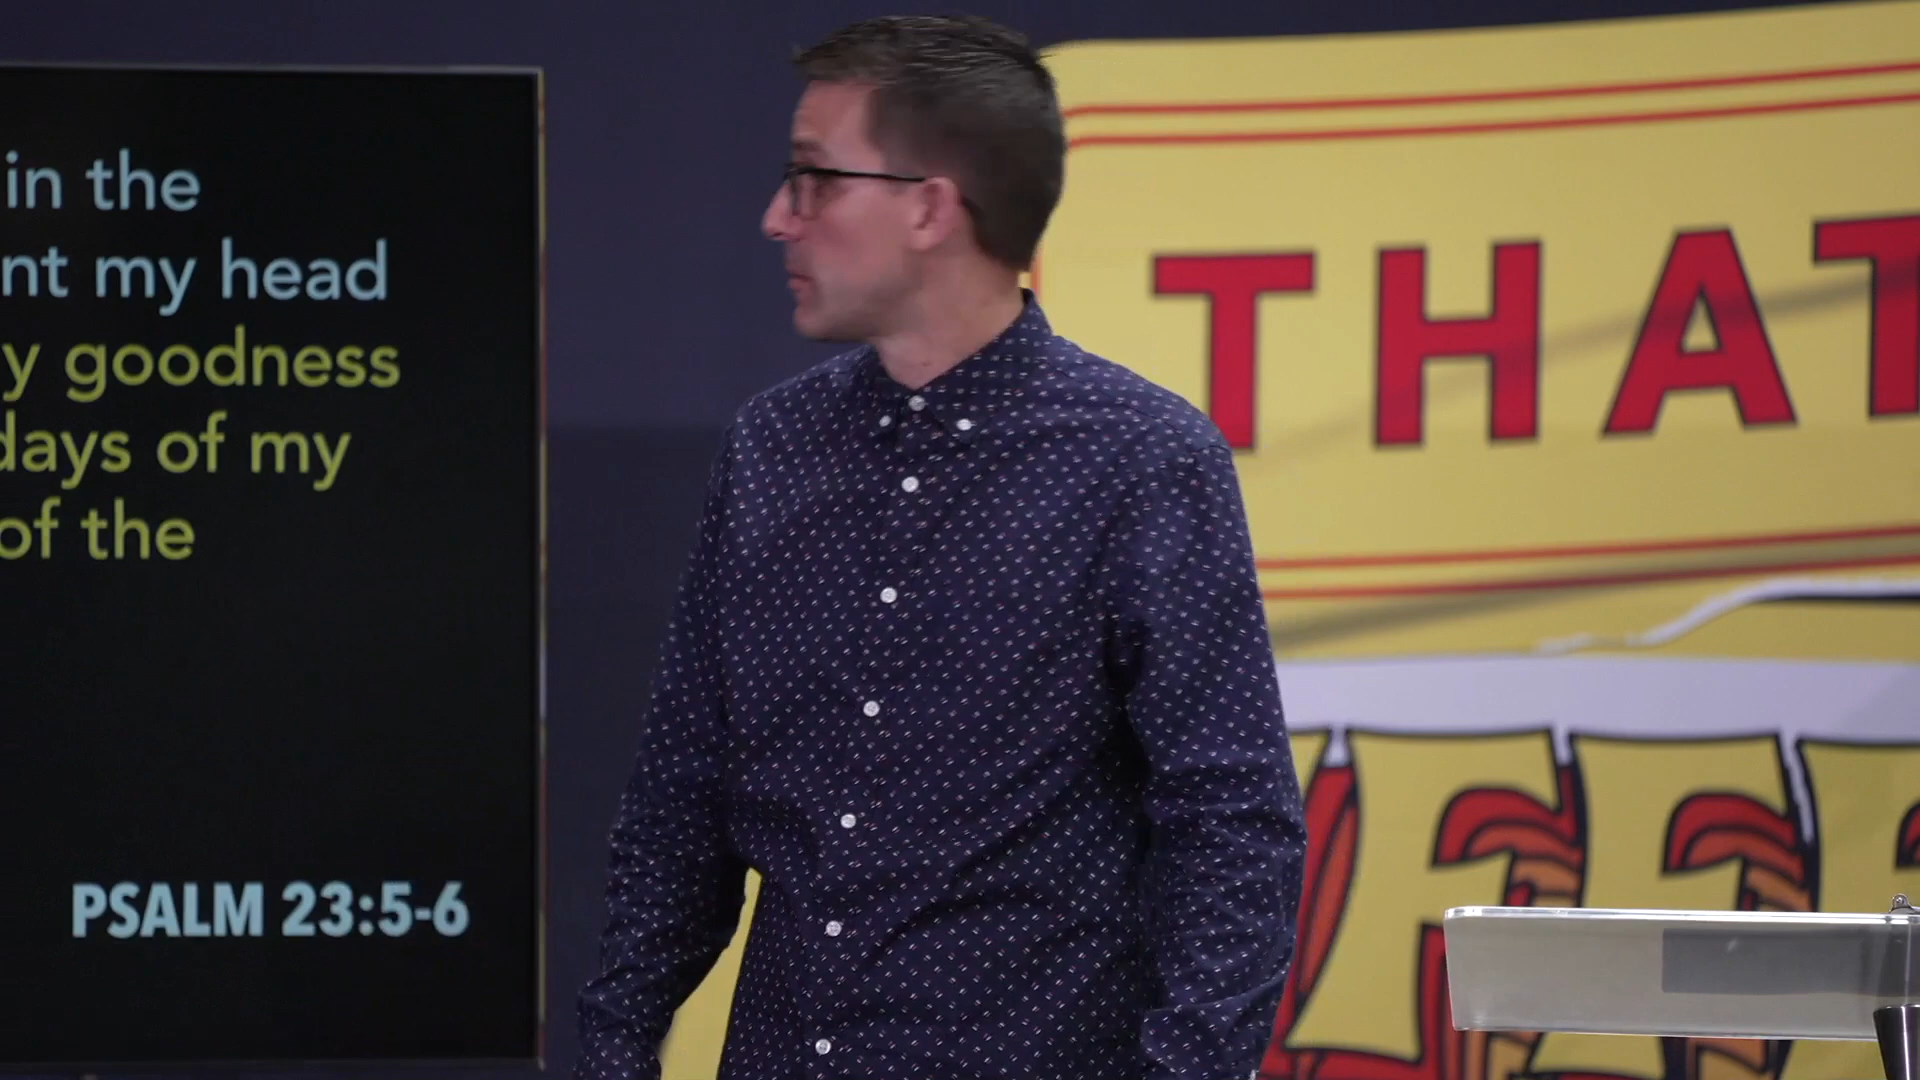 in the
nt my head
y goodness
days of my
of the
PSALM 23:5-6
THAT